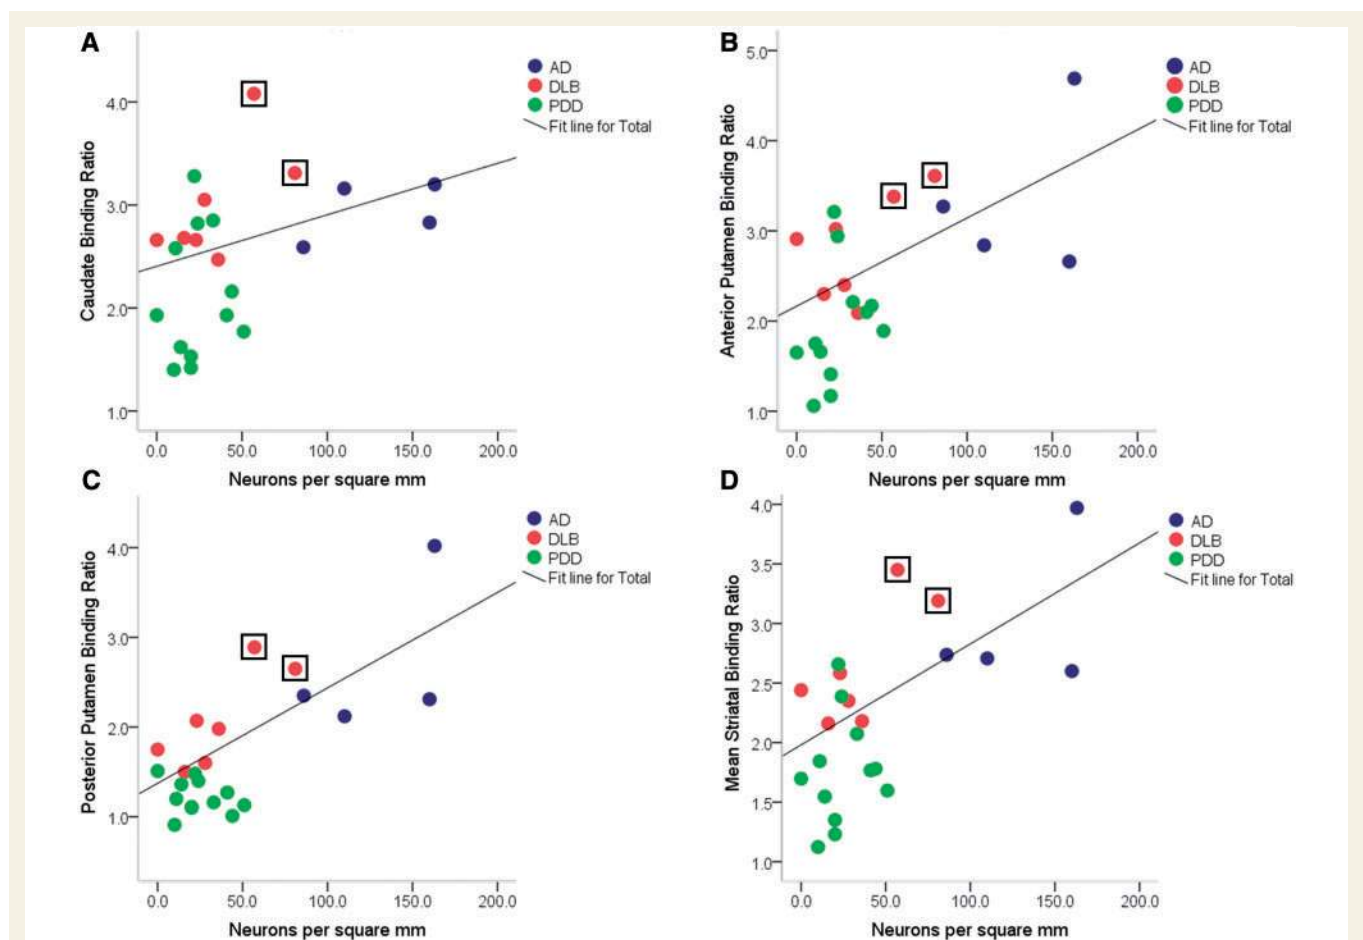 A
AD
DLB
PDD
Fit line for Total
Caudate Binding Ratio
4.0
3.0
2.0
1.0
0.0 50.0 100.0 150.0 200.0
Neurons per square mm
B
AD
DLB
PDD
Fit line for Total
Anterior Putamen Binding Ratio
5.0
4.0
3.0
2.0
1.0
0.0 50.0 100.0 150.0 200.0
Neurons per square mm
C
AD
DLB
PDD
Fit line for Total
Posterior Putamen Binding Ratio
4.0
3.0
2.0
1.0
0.0 50.0 100.0 150.0 200.0
Neurons per square mm
D
AD
DLB
PDD
Fit line for Total
Mean Striatal Binding Ratio
4.0
3.5
3.0
2.5
2.0
1.5
1.0
0.0 50.0 100.0 150.0 200.0
Neurons per square mm